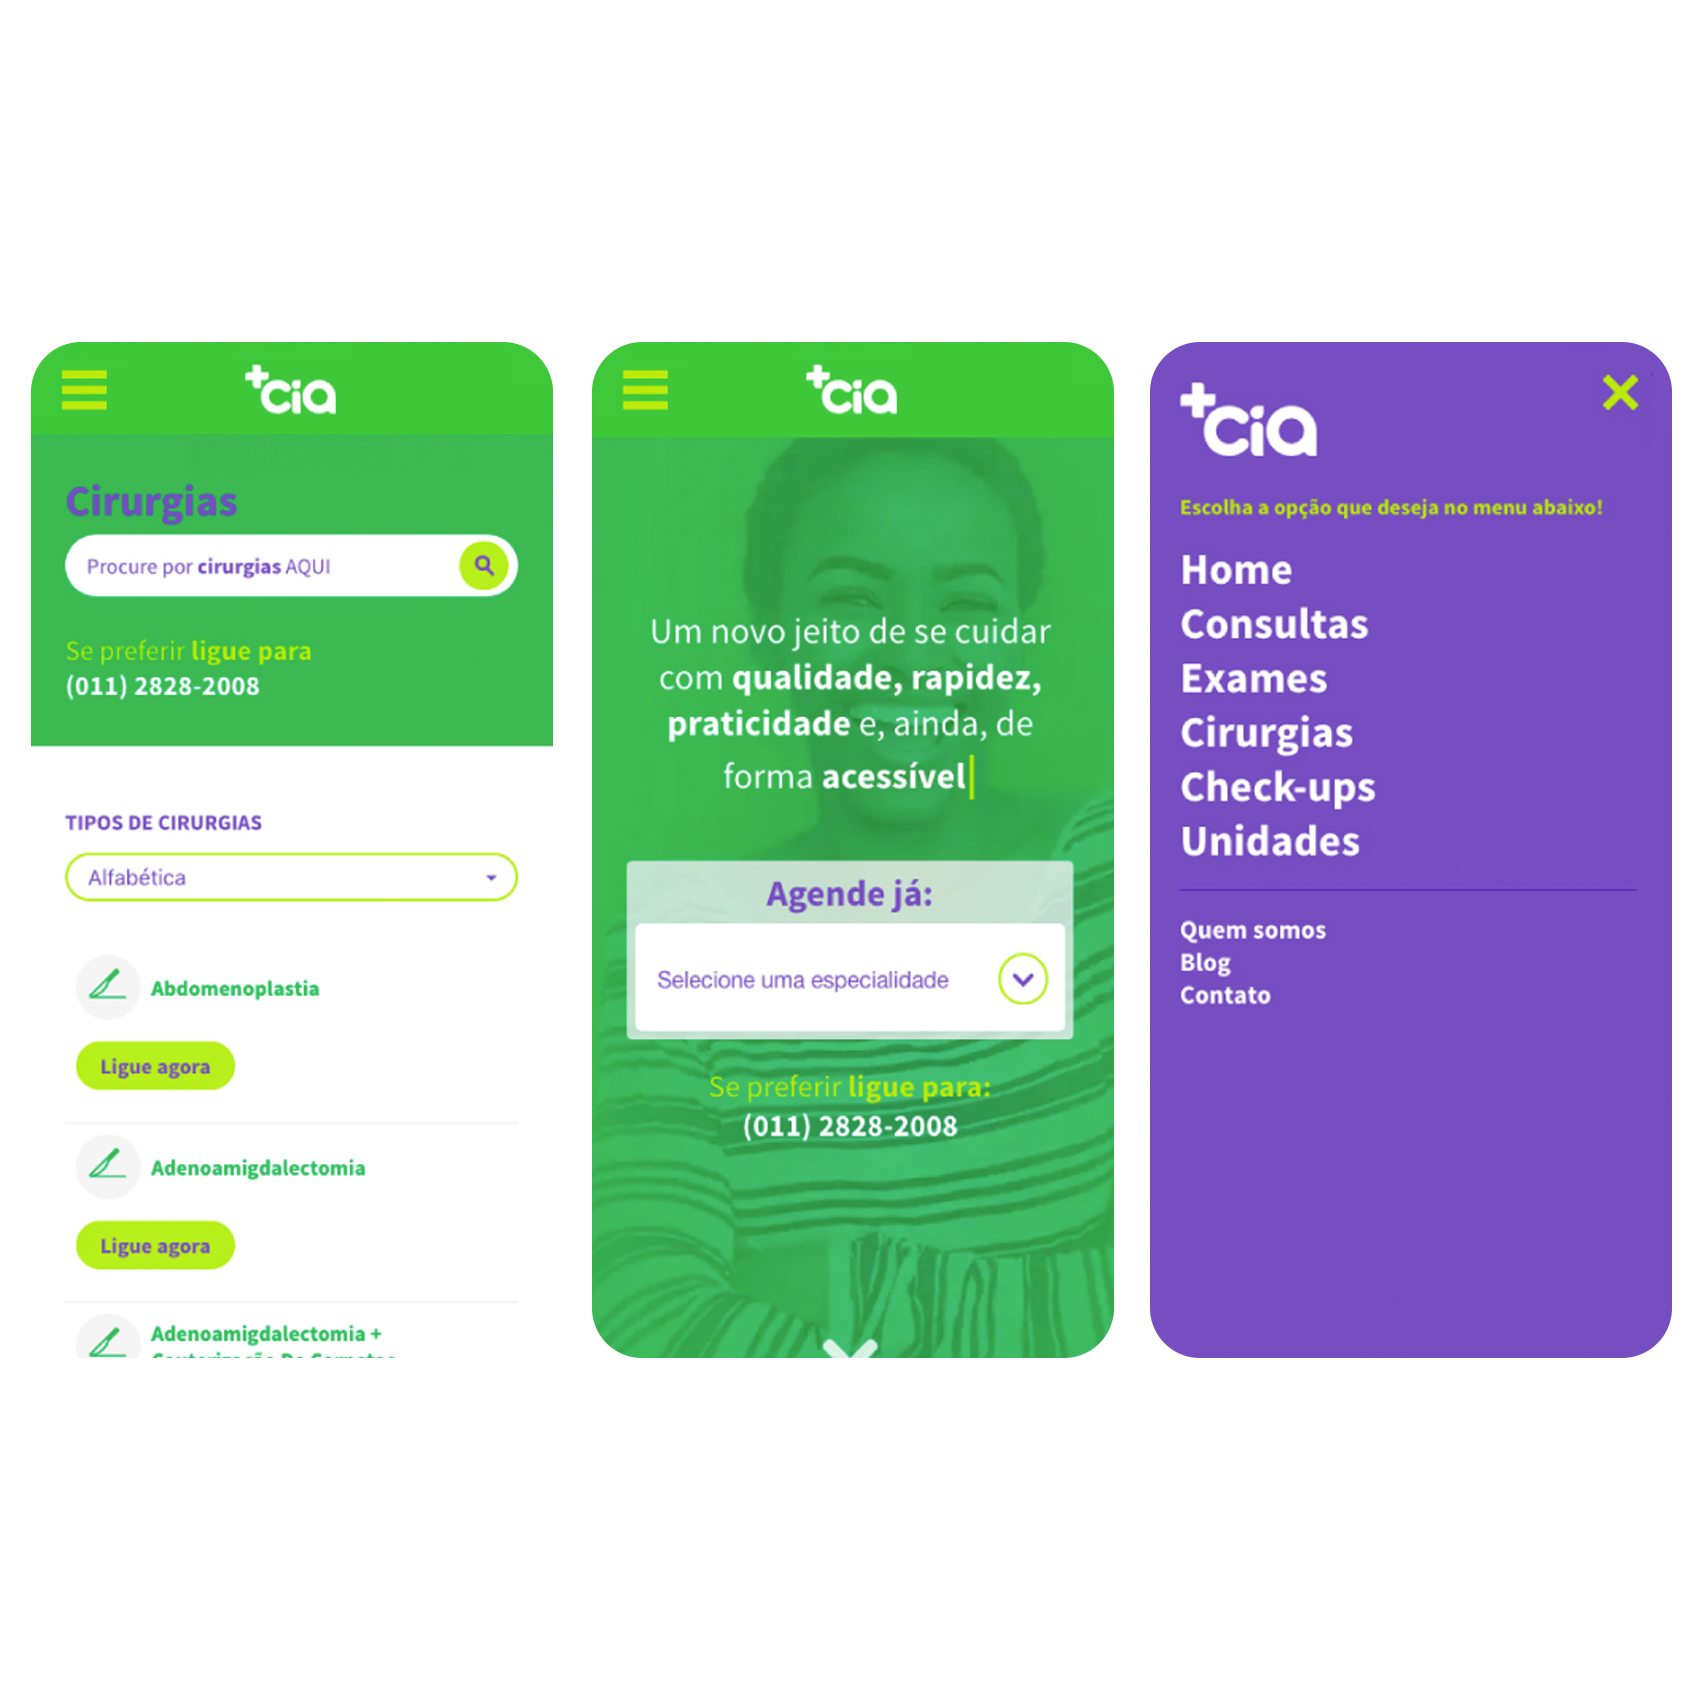 +cia
Cirurgias
Procure por cirurgias AQUI
Se preferir ligue para
(011) 2828-2008
TIPOS DE CIRURGIAS
Alfabética
Abdomenoplastia
Ligue agora
Adenoamigdalectomia
Ligue agora
Adenoamigdalectomia +
+cia
Um novo jeito de se cuidar
com qualidade, rapidez,
praticidade e, ainda, de
forma acessível
Agende já:
Selecione uma especialidade
Se preferir ligue para:
(011) 2828-2008
+cia
Escolha a opção que deseja no menu abaixo!
Home
Consultas
Exames
Cirurgias
Check-ups
Unidades
Quem somos
Blog
Contato